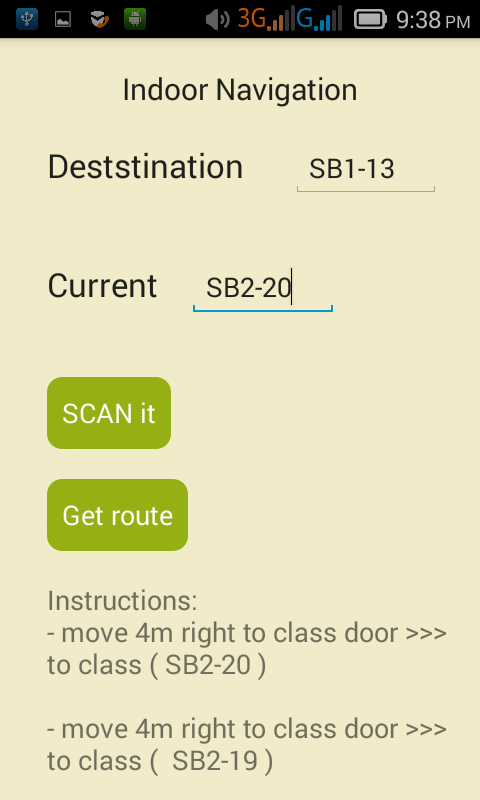 3G G 9:38 PM
Indoor Navigation
Deststination SB1-13
Current SB2-20
SCAN it
Get route
Instructions:
- move 4m right to class door >>>
to class ( SB2-20 )
- move 4m right to class door >>>
to class (  SB2-19 )